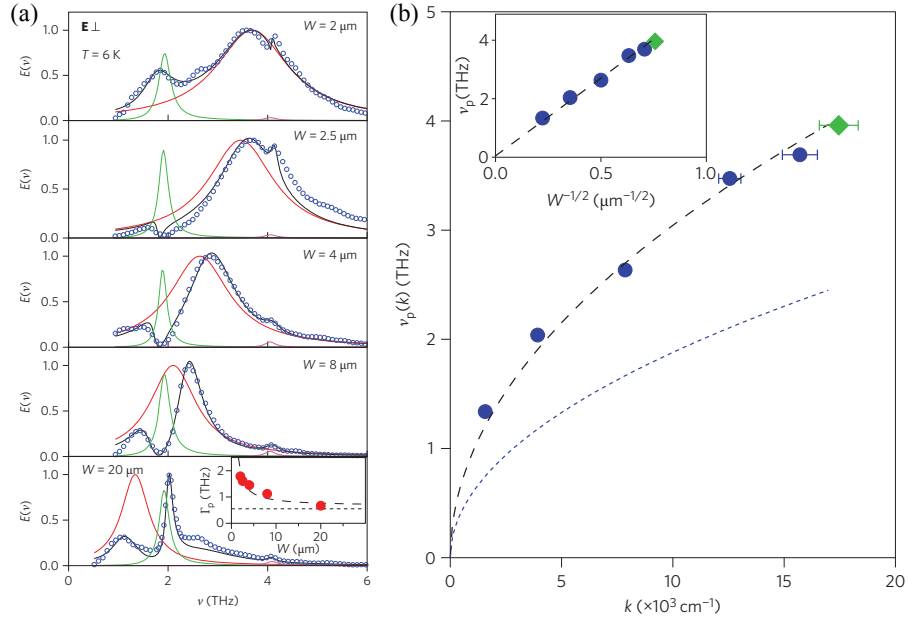 (a)
E ⊥
T = 6 K
W = 2 µm
E(ν)
1.0
0.5
0.0
W = 2.5 µm
E(ν)
1.0
0.5
0.0
W = 4 µm
E(ν)
1.0
0.5
0.0
W = 8 µm
E(ν)
1.0
0.5
0.0
W = 20 µm
E(ν)
1.0
0.5
0.0
Γp (THz)
2
1
0
0 10 20
W (µm)
0 2 4 6
ν (THz)
(b)
νp(k) (THz)
5
4
3
2
1
0
0 5 10 15 20
k (×10³ cm⁻¹)
νp (THz)
4
2
0
0.0 0.5 1.0
W⁻¹/² (µm⁻¹/²)